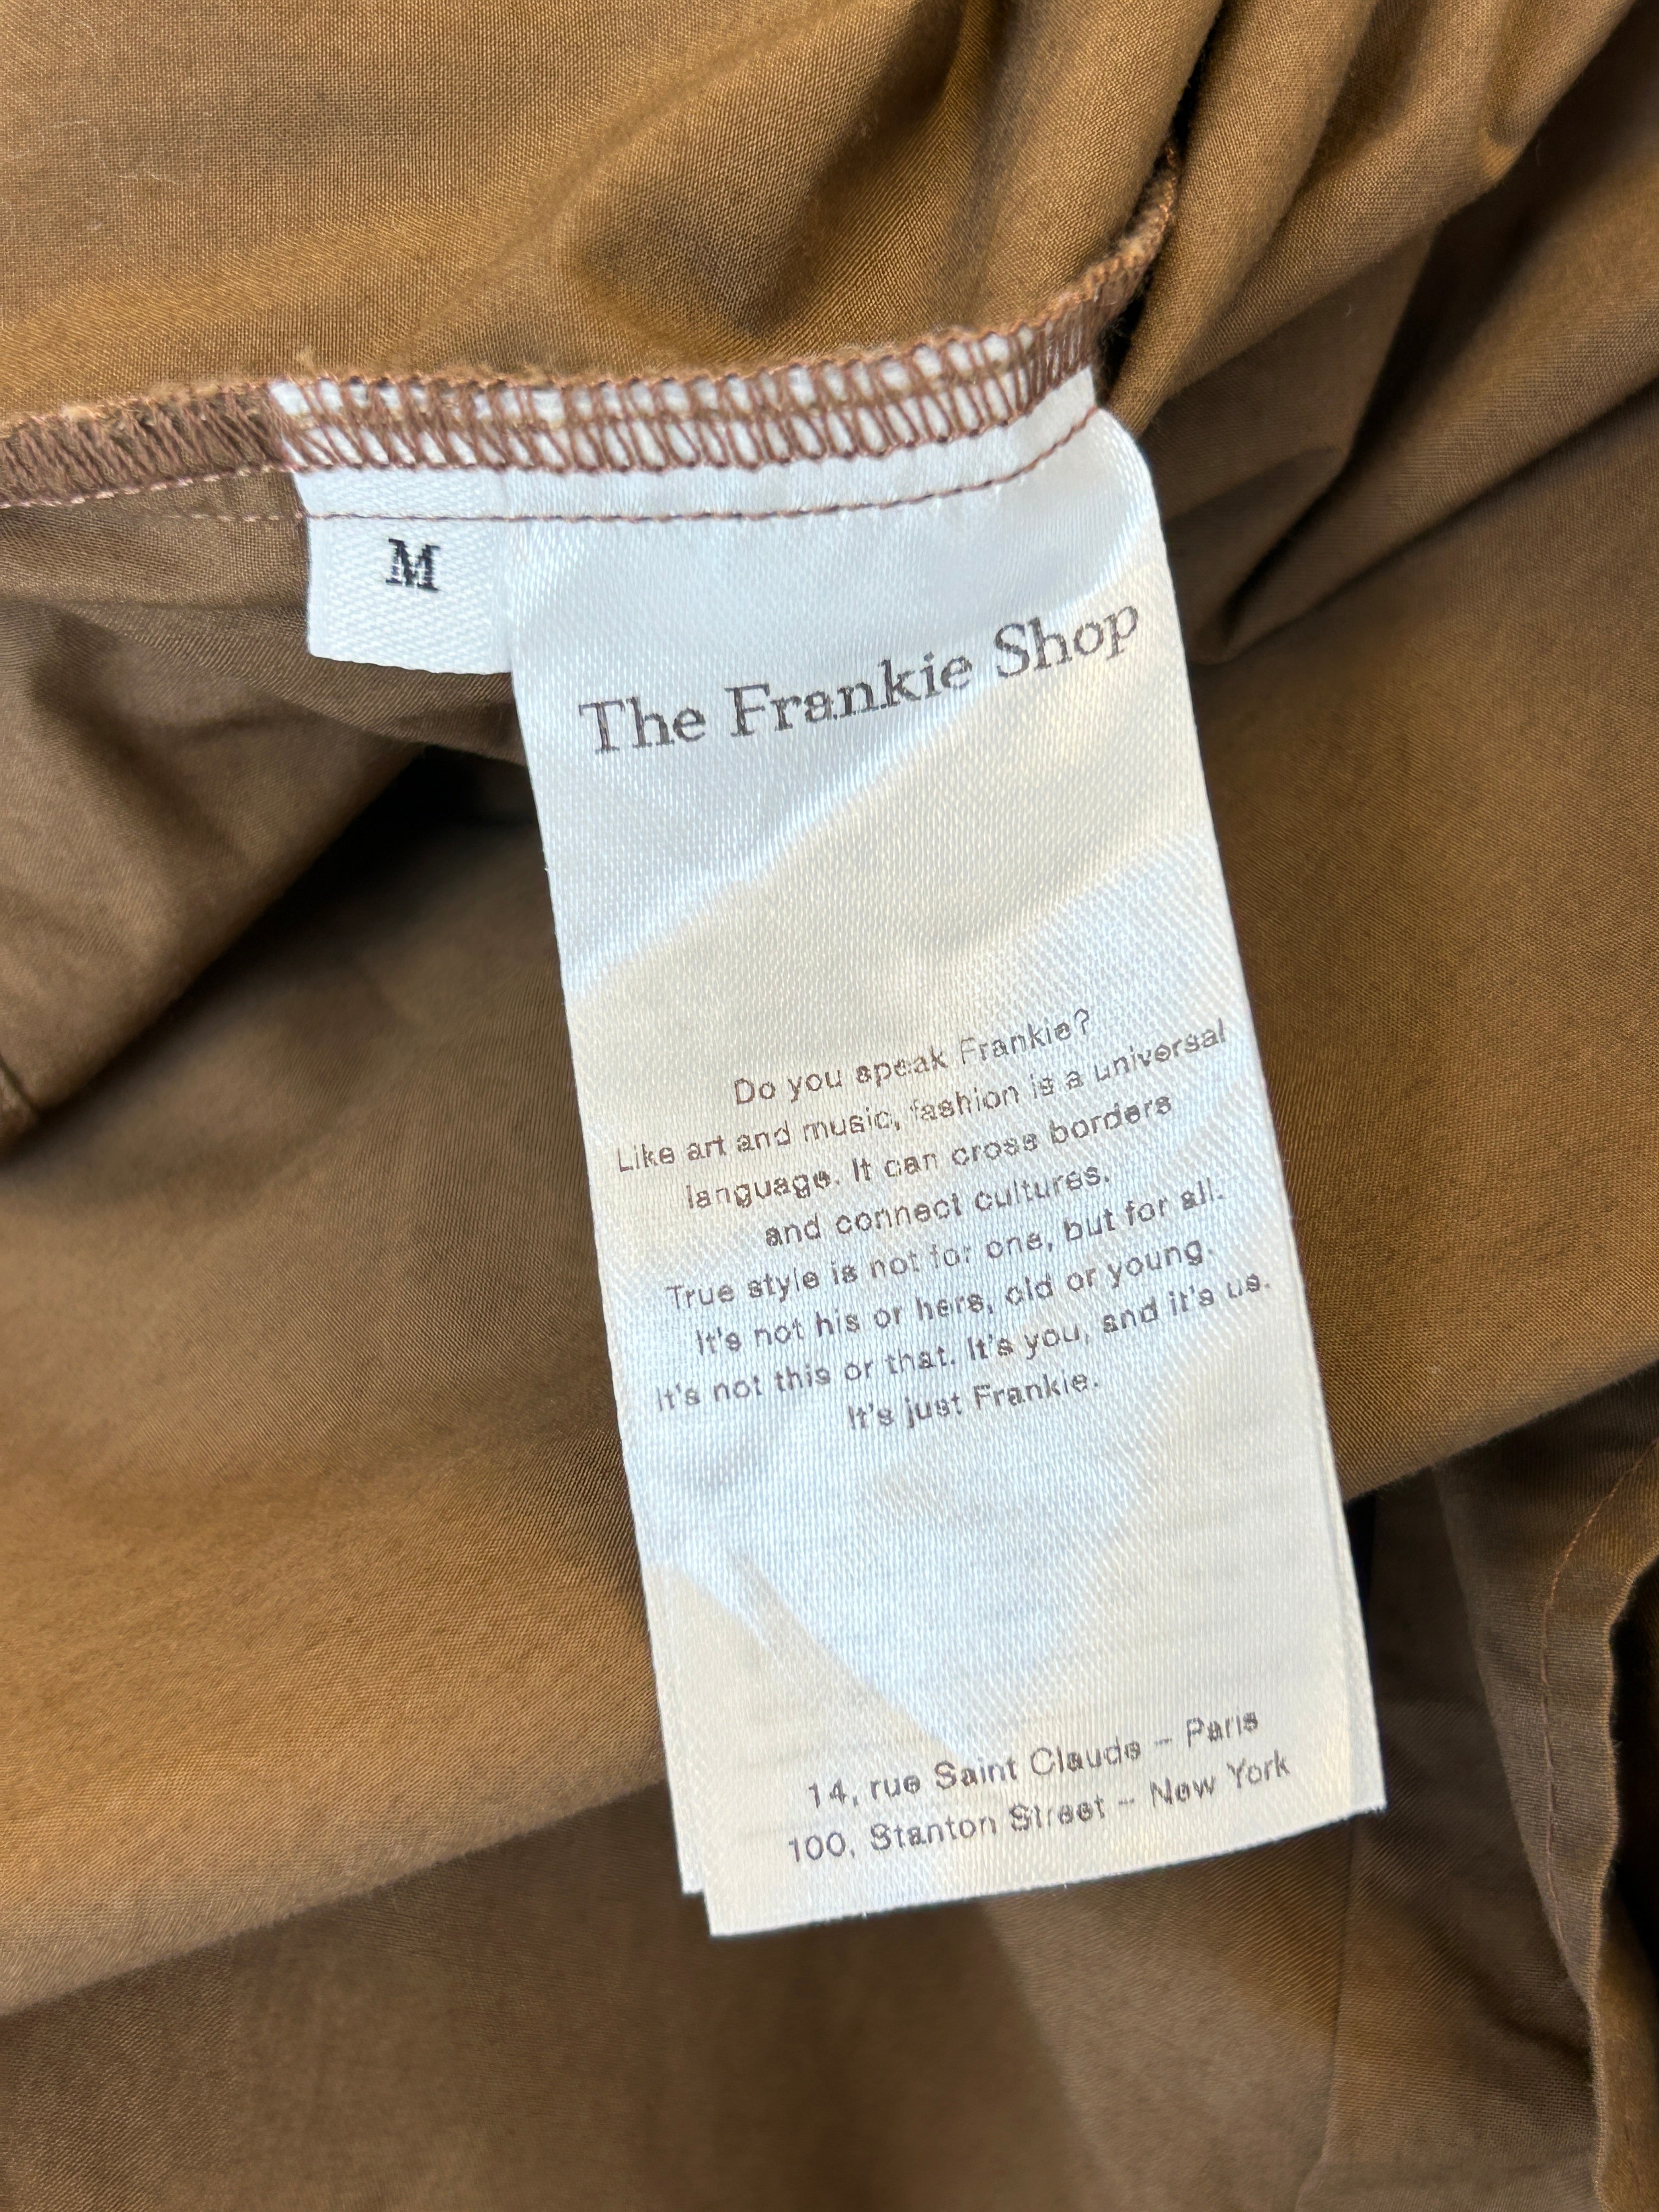 M
The Frankie Shop
Do you speak Frankie?
Like art and music, fashion is a universal
language. It can cross borders
and connect cultures.
True style is not for one, but for all.
It's not his or hers, old or young.
It's not this or that. It's you, and it's us.
It's just Frankie.
14, rue Saint Claude – Paris
100, Stanton Street – New York